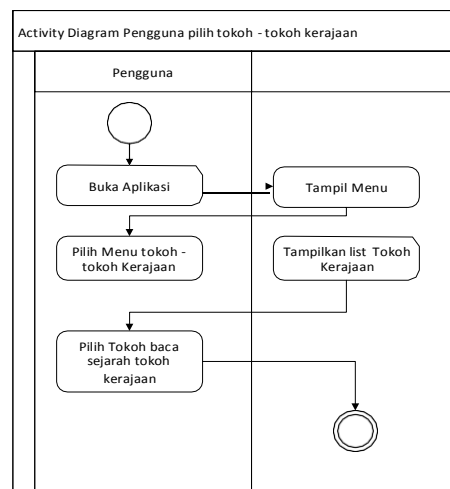 Activity Diagram Pengguna pilih tokoh - tokoh kerajaan
Pengguna
Buka Aplikasi
Tampil Menu
Pilih Menu tokoh -
tokoh Kerajaan
Tampilkan list Tokoh
Kerajaan
Pilih Tokoh baca
sejarah tokoh
kerajaan